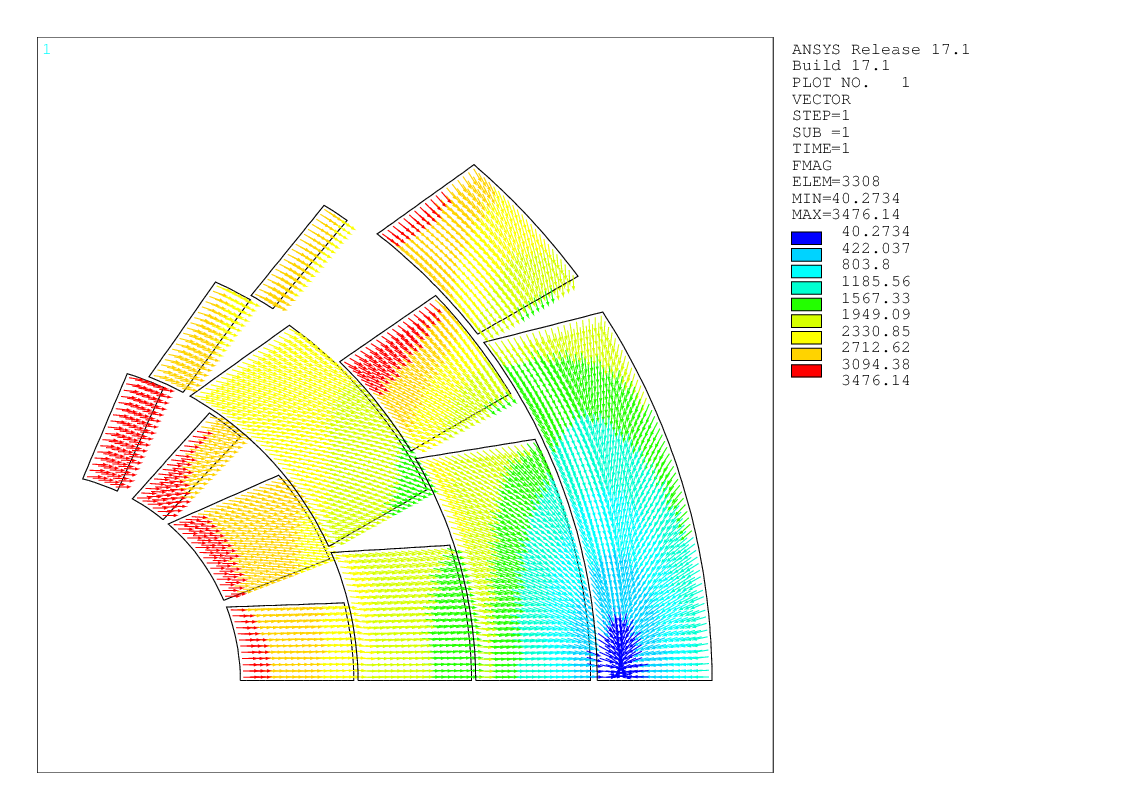 1
ANSYS Release 17.1
Build 17.1
PLOT NO.   1
VECTOR
STEP=1
SUB =1
TIME=1
FMAG
ELEM=3308
MIN=40.2734
MAX=3476.14
40.2734
422.037
803.8
1185.56
1567.33
1949.09
2330.85
2712.62
3094.38
3476.14